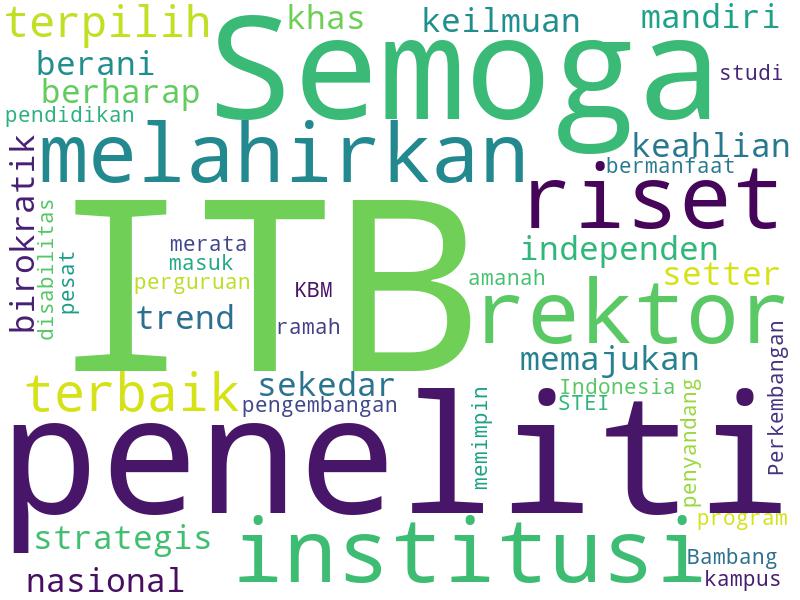 terpilih
khas
keilmuan
mandiri
Semoga
berani
studi
berharap
pendidikan
melahirkan
keahlian
bermanfaat
birokratik
riset
disabilitas
ITB
merata
masuk
pesat
perguruan
KBM
independen
amanah
setter
trend
ramah
rektor
memajukan
Perkembangan
terbaik
sekedar
pengembangan
Indonesia
STEI
memimpin
penyandang
peneliti
program
strategis
institusi
Bambang
nasional
kampus